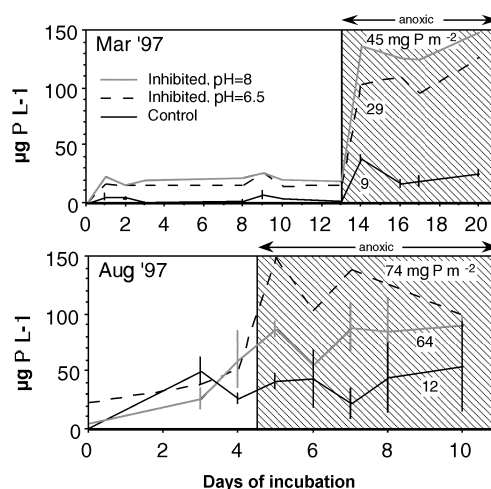 anoxic
150
Mar '97
45 mg P m -2
Inhibited. pH=8
Inhibited. pH=6.5
Control
100
29
50
9
0
µg P L-1
0 2 4 6 8 10 12 14 16 18 20
anoxic
150
Aug '97
74 mg P m -2
100
64
50
12
0
µg P L-1
0 2 4 6 8 10
Days of incubation